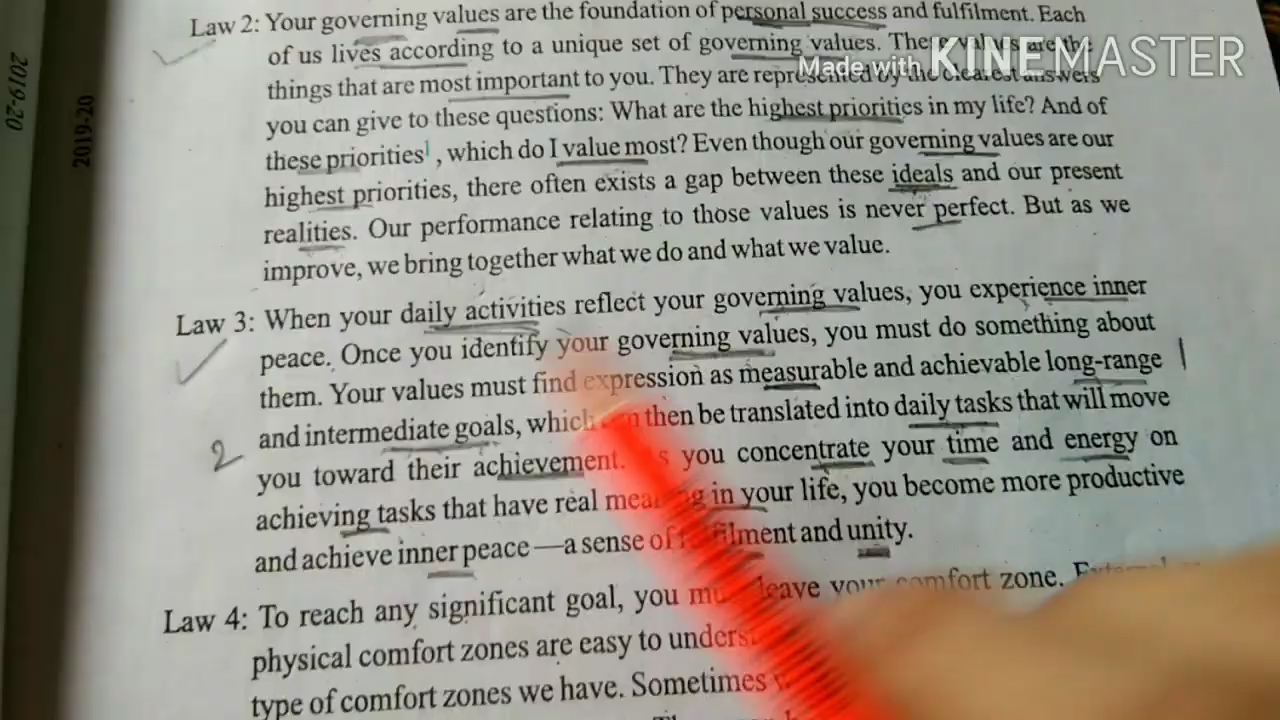 2019-20
2019-20
Made with KINEMASTER
Law 2: Your governing values are the foundation of personal success and fulfilment. Each
of us lives according to a unique set of governing values. These values are the
things that are most important to you. They are represented by the clearest answers
you can give to these questions: What are the highest priorities in my life? And of
these priorities¹ , which do I value most? Even though our governing values are our
highest priorities, there often exists a gap between these ideals and our present
realities. Our performance relating to those values is never perfect. But as we
improve, we bring together what we do and what we value.
Law 3: When your daily activities reflect your governing values, you experience inner
peace. Once you identify your governing values, you must do something about
them. Your values must find expression as measurable and achievable long-range
and intermediate goals, which then be translated into daily tasks that will move
2
you toward their achievement. you concentrate your time and energy on
achieving tasks that have real meaning in your life, you become more productive
and achieve inner peace—a sense of and unity.
Law 4: To reach any significant goal, you must leave your comfort zone.
physical comfort zones are easy to
type of comfort zones we have. Sometimes